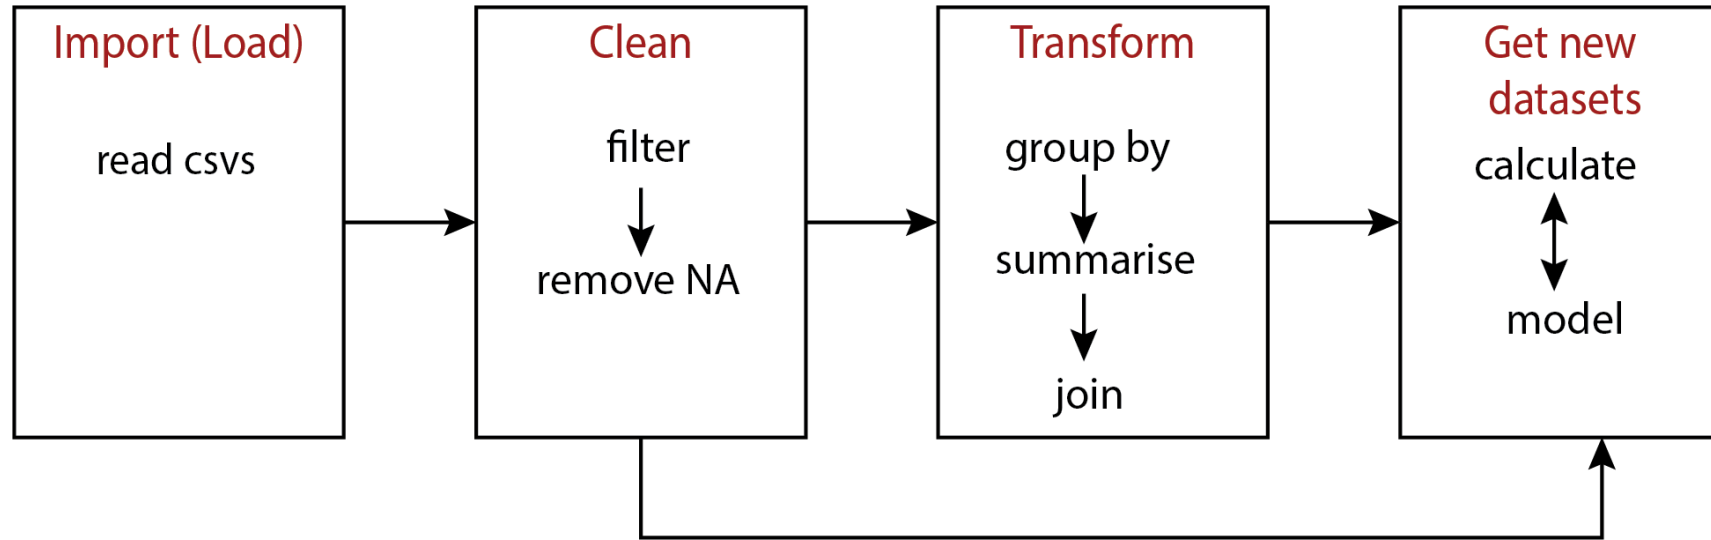 Import (Load)
read csvs
Clean
filter
remove NA
Transform
group by
summarise
join
Get new
datasets
calculate
model